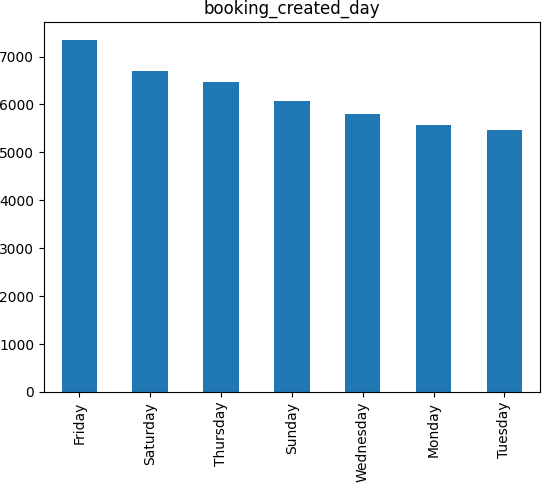 booking_created_day
7000
6000
5000
4000
3000
2000
1000
0
Friday
Saturday
Thursday
Sunday
Wednesday
Monday
Tuesday